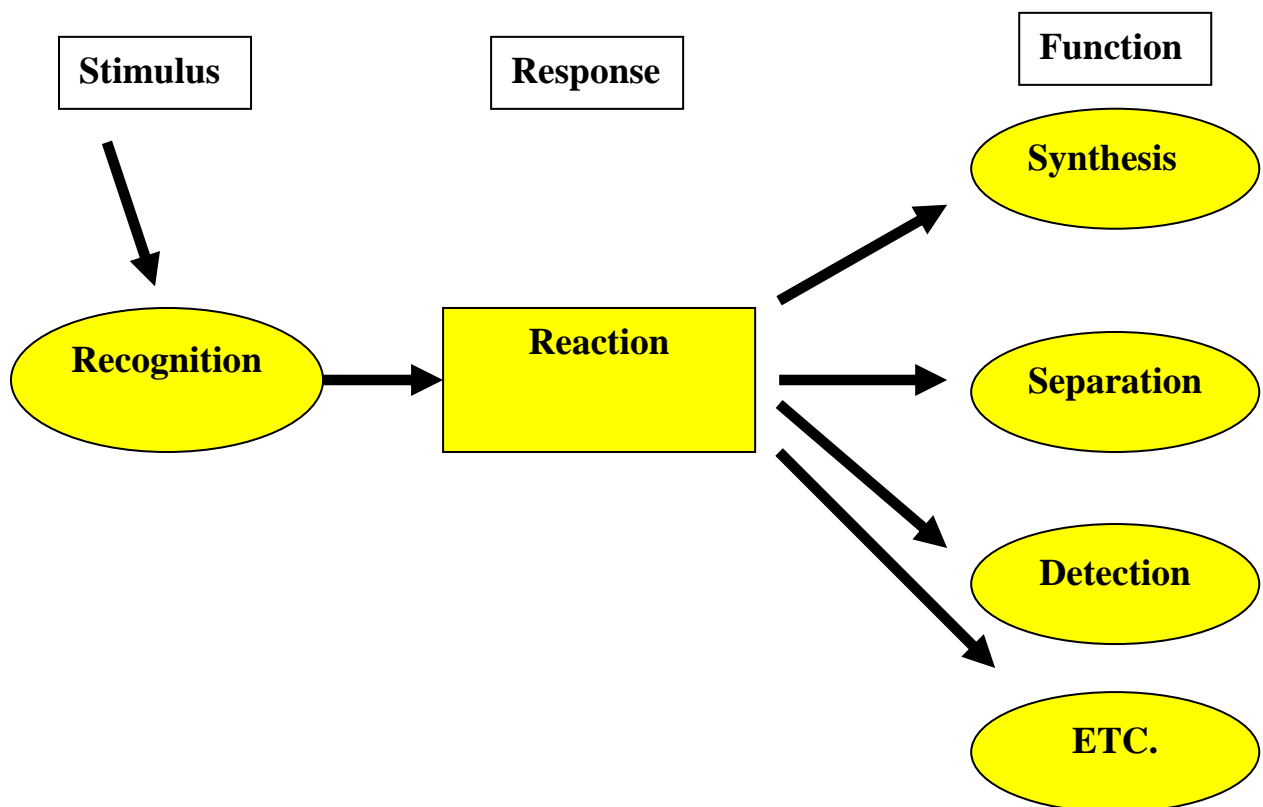 Stimulus
Response
Function
Synthesis
Recognition
Reaction
Separation
Detection
ETC.